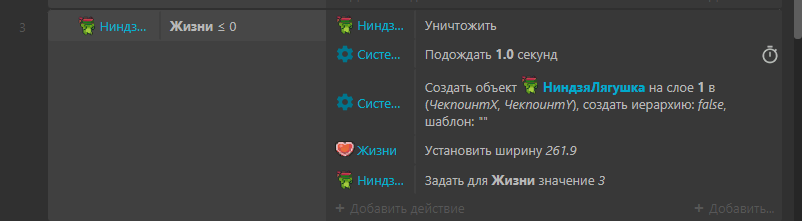 3
Ниндз... Жизни ≤ 0
Ниндз... Уничтожить
Систе... Подождать 1.0 секунд
Систе... Создать объект НиндзяЛягушка на слое 1 в
(ЧекпоинтX, ЧекпоинтY), создать иерархию: false,
шаблон: ""
Жизни Установить ширину 261.9
Ниндз... Задать для Жизни значение 3
+ Добавить действие + Добавить...